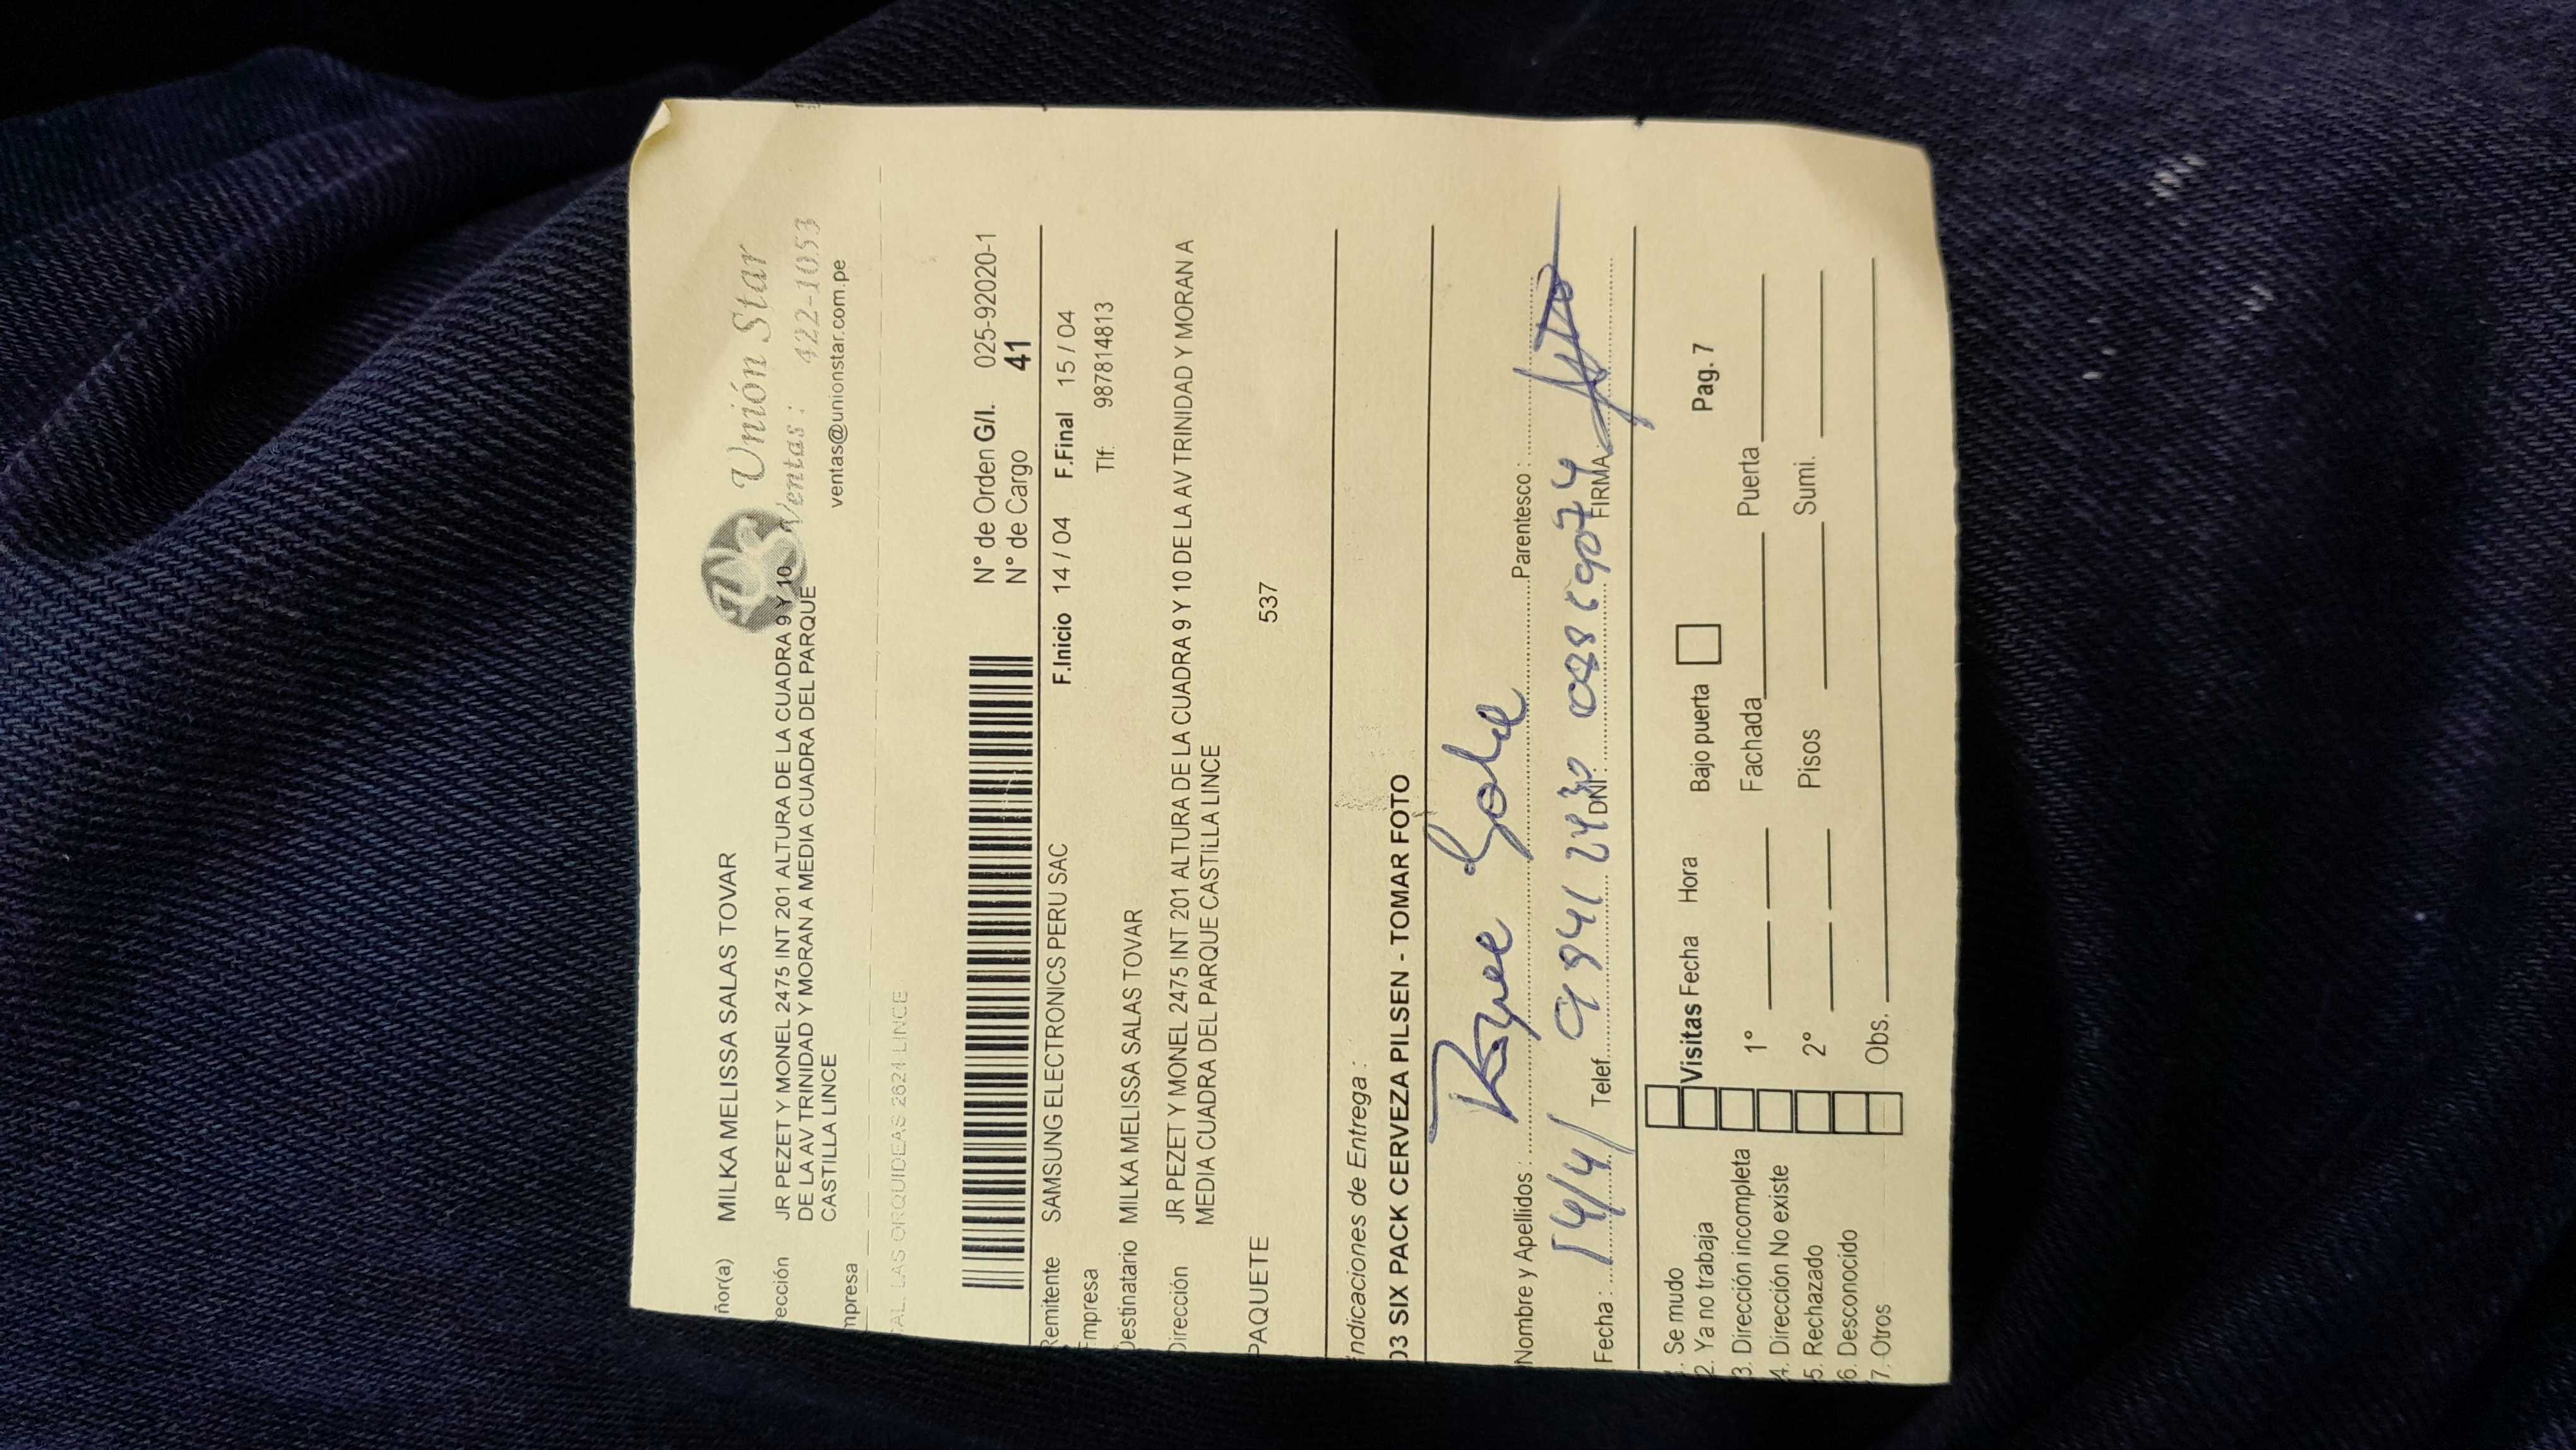 Unión Star
Ventas: 422-1053
ventas@unionstar.com.pe
ñor(a) MILKA MELISSA SALAS TOVAR
ección JR PEZET Y MONEL 2475 INT 201 ALTURA DE LA CUADRA 9 Y 10
DE LA AV TRINIDAD Y MORAN A MEDIA CUADRA DEL PARQUE
CASTILLA LINCE
mpresa
CAL. LAS ORQUIDEAS 2621 LINCE
N° de Orden G/I. 025-92020-1
N° de Cargo 41
Remitente SAMSUNG ELECTRONICS PERU SAC F.Inicio 14 / 04 F.Final 15 / 04
Empresa Tlf: 987814813
Destinatario MILKA MELISSA SALAS TOVAR
Dirección JR PEZET Y MONEL 2475 INT 201 ALTURA DE LA CUADRA 9 Y 10 DE LA AV TRINIDAD Y MORAN A
MEDIA CUADRA DEL PARQUE CASTILLA LINCE
PAQUETE 537
Indicaciones de Entrega :
03 SIX PACK CERVEZA PILSEN - TOMAR FOTO
Nombre y Apellidos : Parentesco :
Fecha : 14/4/ Telef. DNI: FIRMA:
1. Se mudo
2. Ya no trabaja Visitas Fecha Hora Bajo puerta Pag. 7
3. Dirección incompleta 1° Fachada Puerta
4. Dirección No existe
5. Rechazado 2° Pisos Sumi.
6. Desconocido
7. Otros Obs.